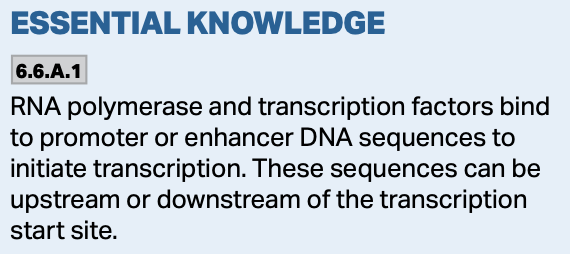 ESSENTIAL KNOWLEDGE
6.6.A.1
RNA polymerase and transcription factors bind
to promoter or enhancer DNA sequences to
initiate transcription. These sequences can be
upstream or downstream of the transcription
start site.